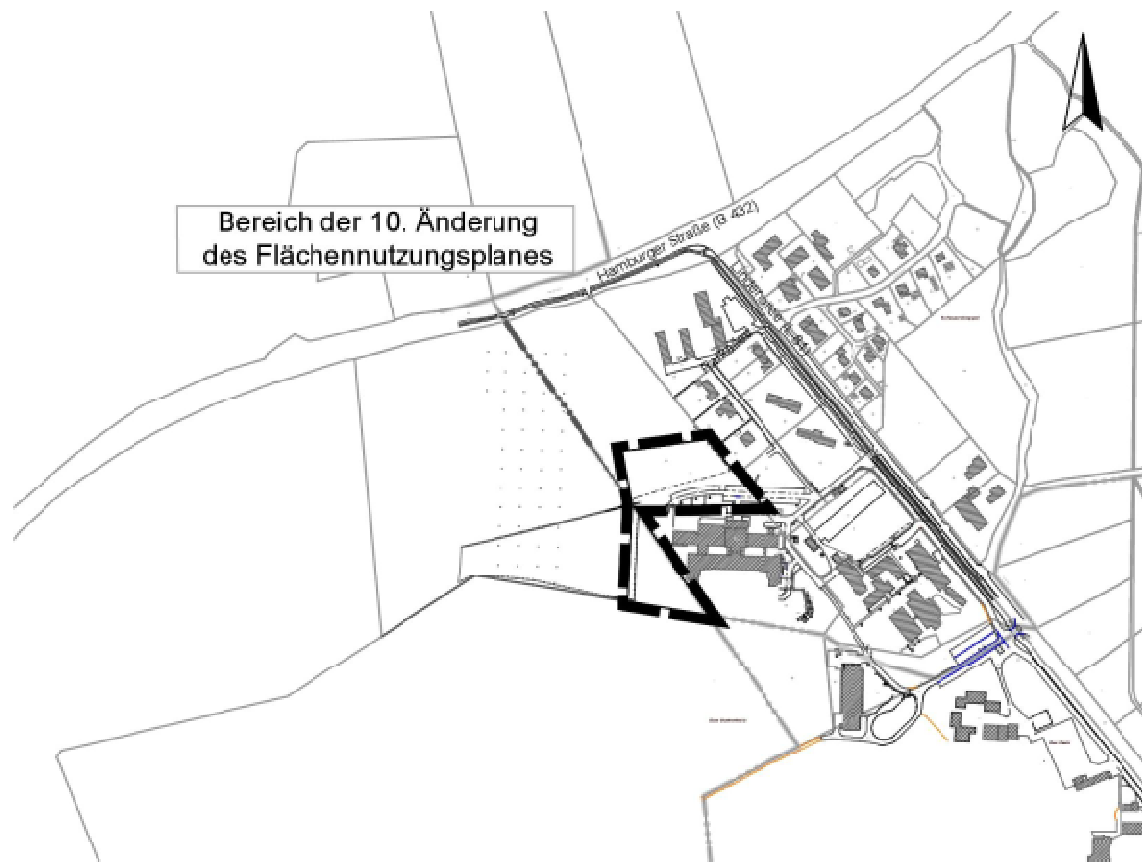 Bereich der 10. Änderung
des Flächennutzungsplanes
Hamburger Straße (B 432)